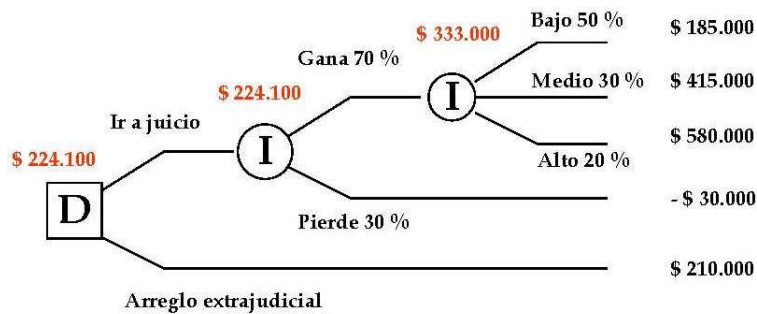 Bajo 50 %
$ 185.000
$ 333.000
Gana 70 %
I
Medio 30 %
$ 415.000
$ 224.100
Ir a juicio
I
Alto 20 %
$ 580.000
$ 224.100
D
Pierde 30 %
- $ 30.000
Arreglo extrajudicial
$ 210.000